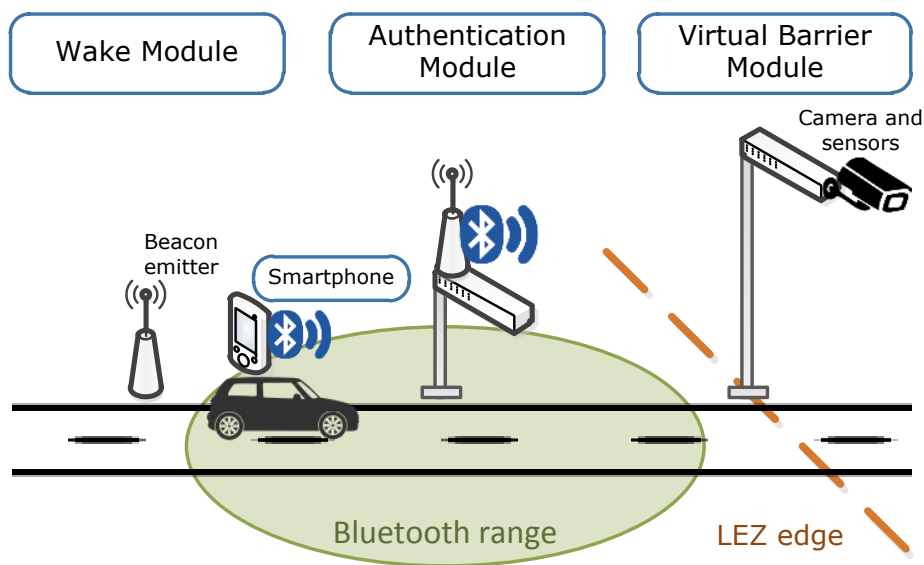 Wake Module
Authentication
Module
Virtual Barrier
Module
Camera and
sensors
Beacon
emitter
Smartphone
Bluetooth range
LEZ edge